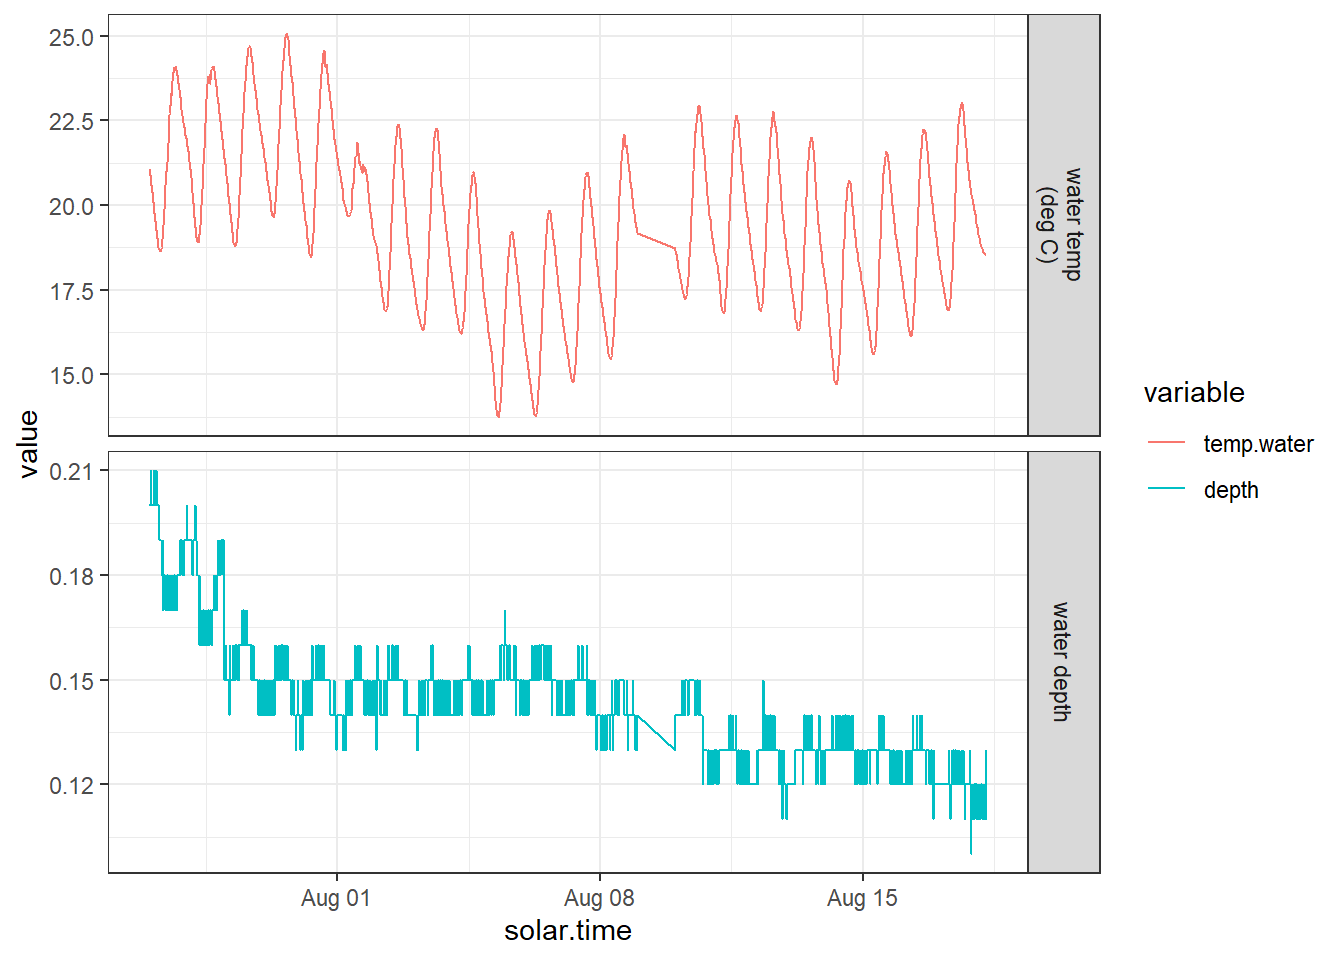 25.0
22.5
20.0
17.5
15.0
water temp
(deg C)
value
0.21
0.18
0.15
0.12
water depth
Aug 01
Aug 08
Aug 15
solar.time
variable
temp.water
depth